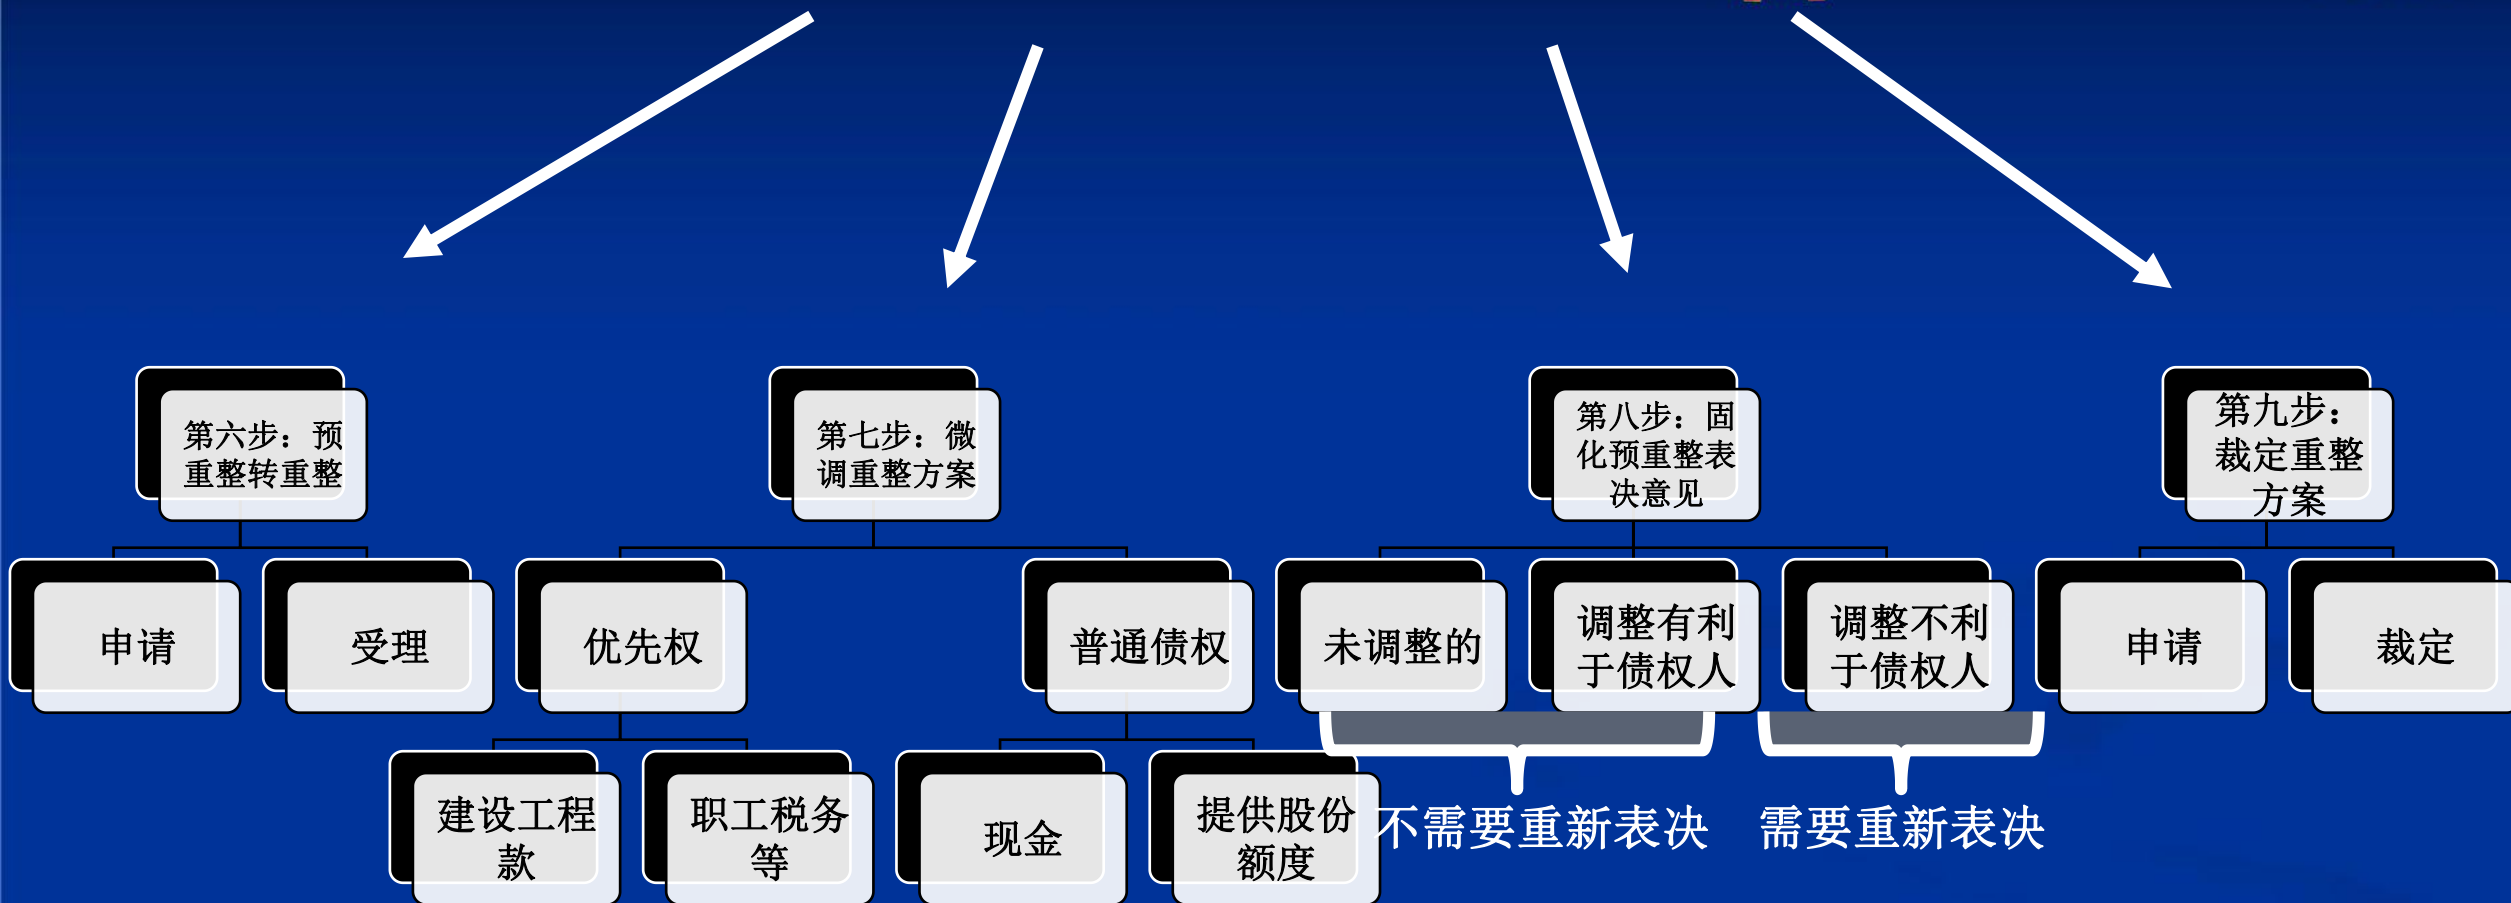 第六步：预
重整转重整
第七步：微
调重整方案
第八步：固
化预重整表
决意见
第九步：
裁定重整
方案
申请
受理
优先权
普通债权
未调整的
调整有利
于债权人
调整不利
于债权人
申请
裁定
建设工程
款
职工税务
等
现金
提供股份
额度
不需要重新表决
需要重新表决